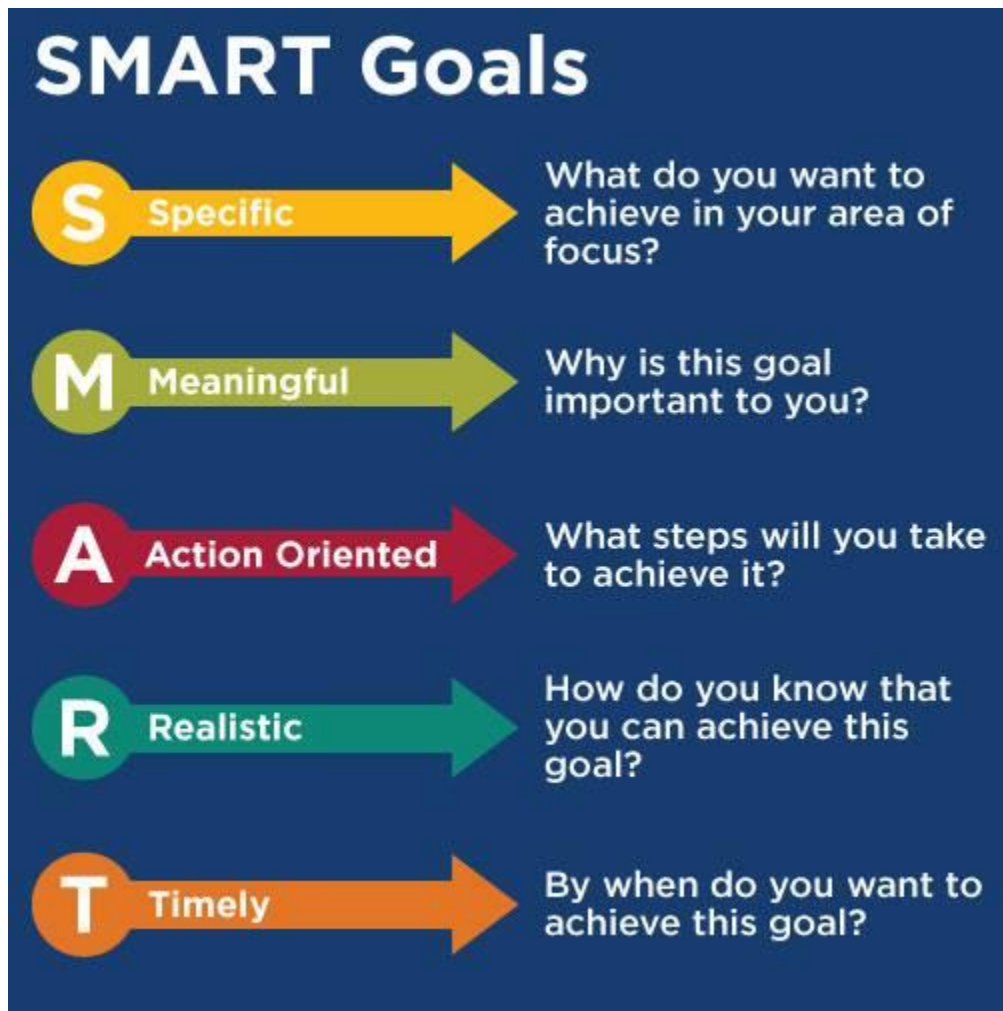 SMART Goals
S Specific
What do you want to
achieve in your area of
focus?
M Meaningful
Why is this goal
important to you?
A Action Oriented
What steps will you take
to achieve it?
R Realistic
How do you know that
you can achieve this
goal?
T Timely
By when do you want to
achieve this goal?